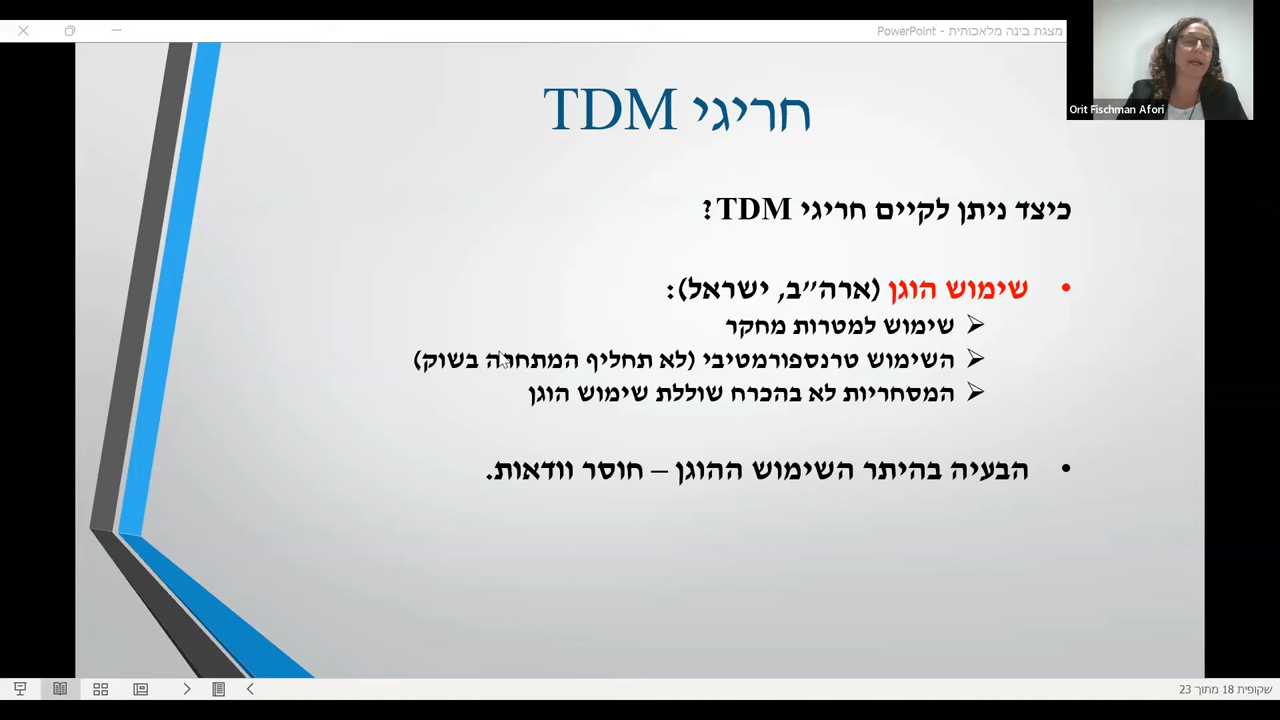 מצגת בינה מלאכותית - PowerPoint
Orit Fischman Afori
חריגי TDM
כיצד ניתן לקיים חריגי TDM?
• שימוש הוגן (ארה״ב, ישראל):
➢ שימוש למטרות מחקר
➢ השימוש טרנספורמטיבי (לא תחליף המתחרה בשוק)
➢ המסחריות לא בהכרח שוללת שימוש הוגן
• הבעיה בהיתר השימוש ההוגן – חוסר וודאות.
שקופית 18 מתוך 23